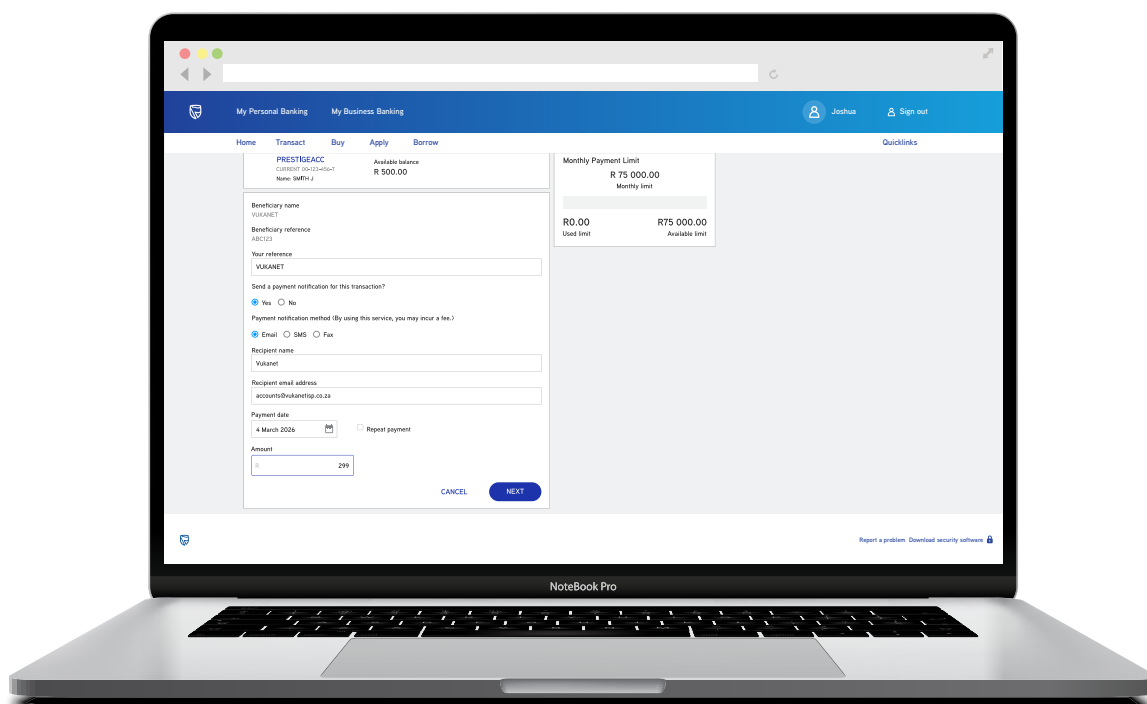 My Personal Banking My Business Banking Joshua Sign out
Home Transact Buy Apply Borrow Quicklinks
PRESTIGEACC
CURRENT 00-123-456-7
Name: SMITH J
Available balance
R 500.00
Monthly Payment Limit
R 75 000.00
Monthly limit
R0.00 R75 000.00
Used limit Available limit
Beneficiary name
VUKANET
Beneficiary reference
ABC123
Your reference
VUKANET
Send a payment notification for this transaction?
Yes No
Payment notification method (By using this service, you may incur a fee.)
Email SMS Fax
Recipient name
Vukanet
Recipient email address
accounts@vukanetisp.co.za
Payment date
4 March 2026 Repeat payment
Amount
R 299
CANCEL NEXT
Report a problem Download security software
NoteBook Pro